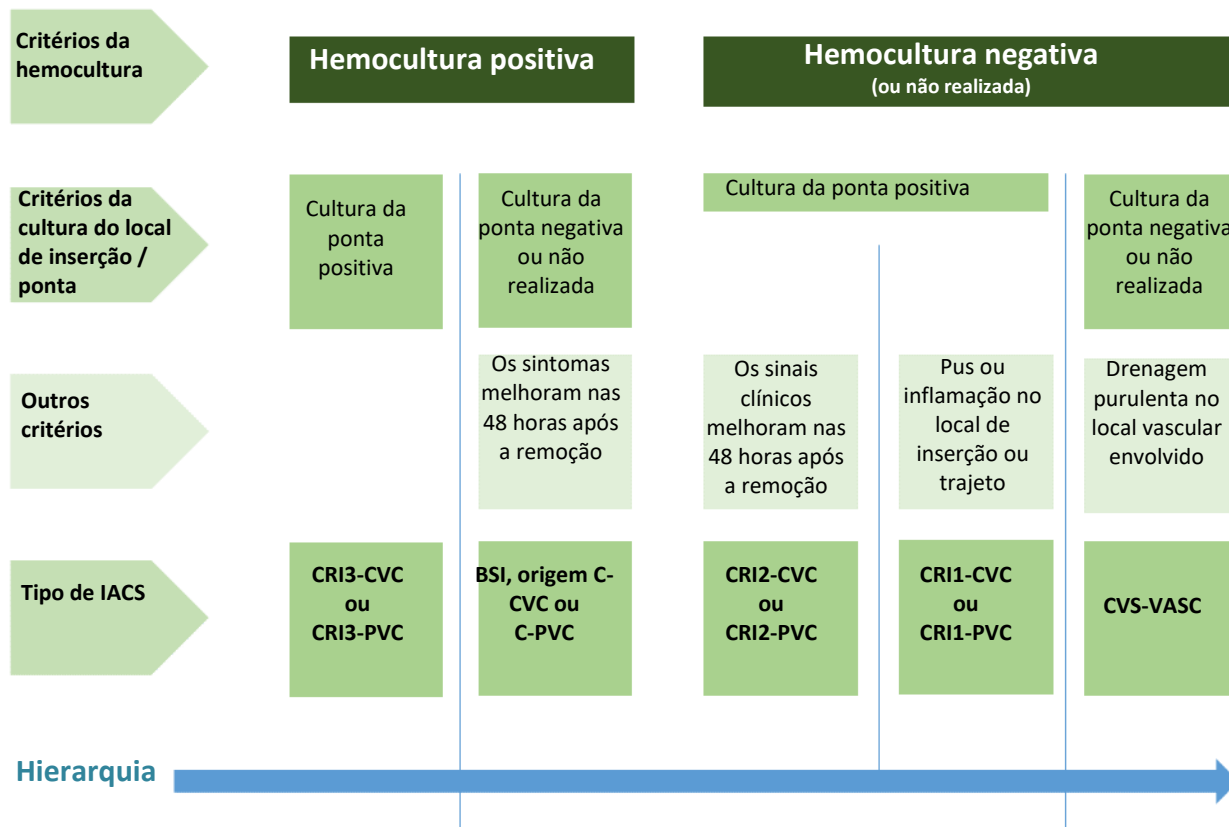 Critérios da
hemocultura
Hemocultura positiva
Hemocultura negativa
(ou não realizada)
Critérios da
cultura do local
de inserção /
ponta
Cultura da
ponta
positiva
Cultura da
ponta negativa
ou não
realizada
Cultura da ponta positiva
Cultura da
ponta negativa
ou não
realizada
Outros
critérios
Os sintomas
melhoram nas
48 horas após
a remoção
Os sinais
clínicos
melhoram nas
48 horas após
a remoção
Pus ou
inflamação no
local de
inserção ou
trajeto
Drenagem
purulenta no
local vascular
envolvido
Tipo de IACS
CRI3-CVC
ou
CRI3-PVC
BSI, origem C-
CVC ou
C-PVC
CRI2-CVC
ou
CRI2-PVC
CRI1-CVC
ou
CRI1-PVC
CVS-VASC
Hierarquia